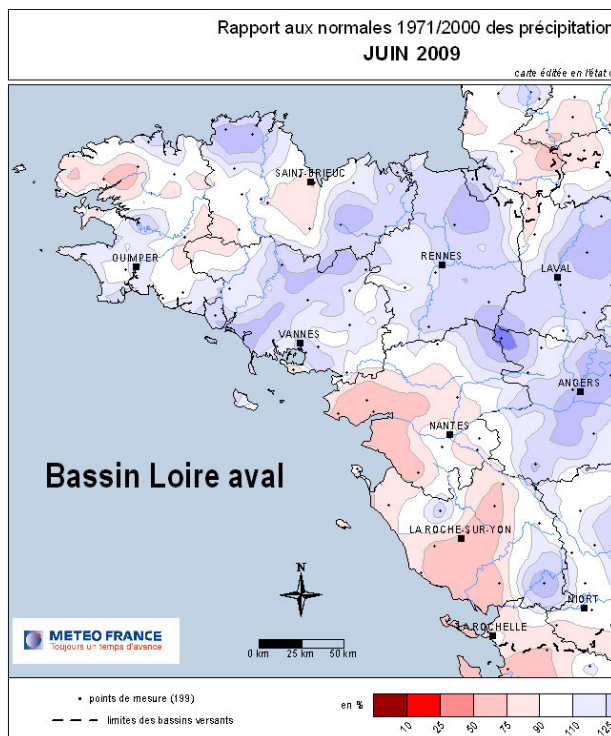 Rapport aux normales 1971/2000 des précipitation
JUIN 2009
carte éditée en l'état
SAINT-BRIEUC
QUIMPER
RENNES
LAVAL
VANNES
ANGERS
NANTES
Bassin Loire aval
LA ROCHE-SUR-YON
N
NIORT
LA ROCHELLE
METEO FRANCE
Toujours un temps d'avance
0 km 25 km 50 km
points de mesure (199)
limites des bassins versants
en %
10 25 50 75 90 110 125